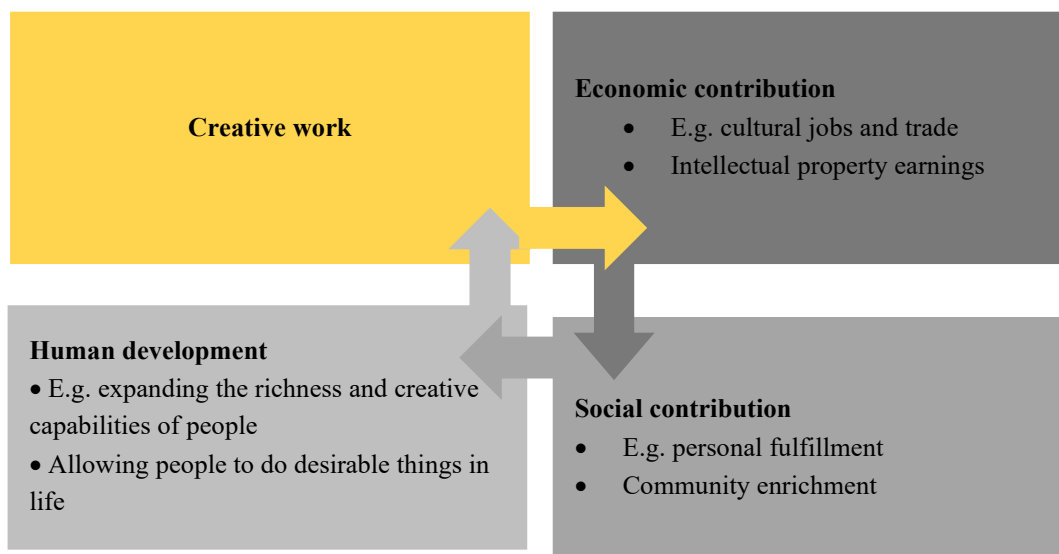 Creative work
Economic contribution
• E.g. cultural jobs and trade
• Intellectual property earnings
Human development
• E.g. expanding the richness and creative
capabilities of people
• Allowing people to do desirable things in
life
Social contribution
• E.g. personal fulfillment
• Community enrichment